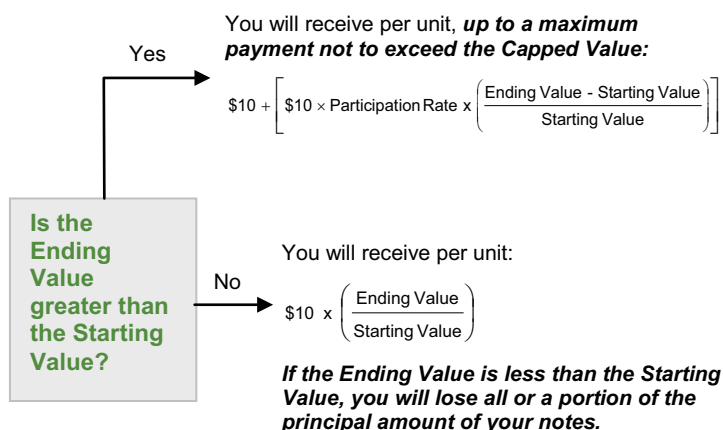 You will receive per unit, up to a maximum
payment not to exceed the Capped Value:
Yes
$10 + [ $10 × Participation Rate x ( Ending Value - Starting Value / Starting Value ) ]
Is the
Ending
Value
greater than
the Starting
Value?
No
You will receive per unit:
$10 x ( Ending Value / Starting Value )
If the Ending Value is less than the Starting
Value, you will lose all or a portion of the
principal amount of your notes.